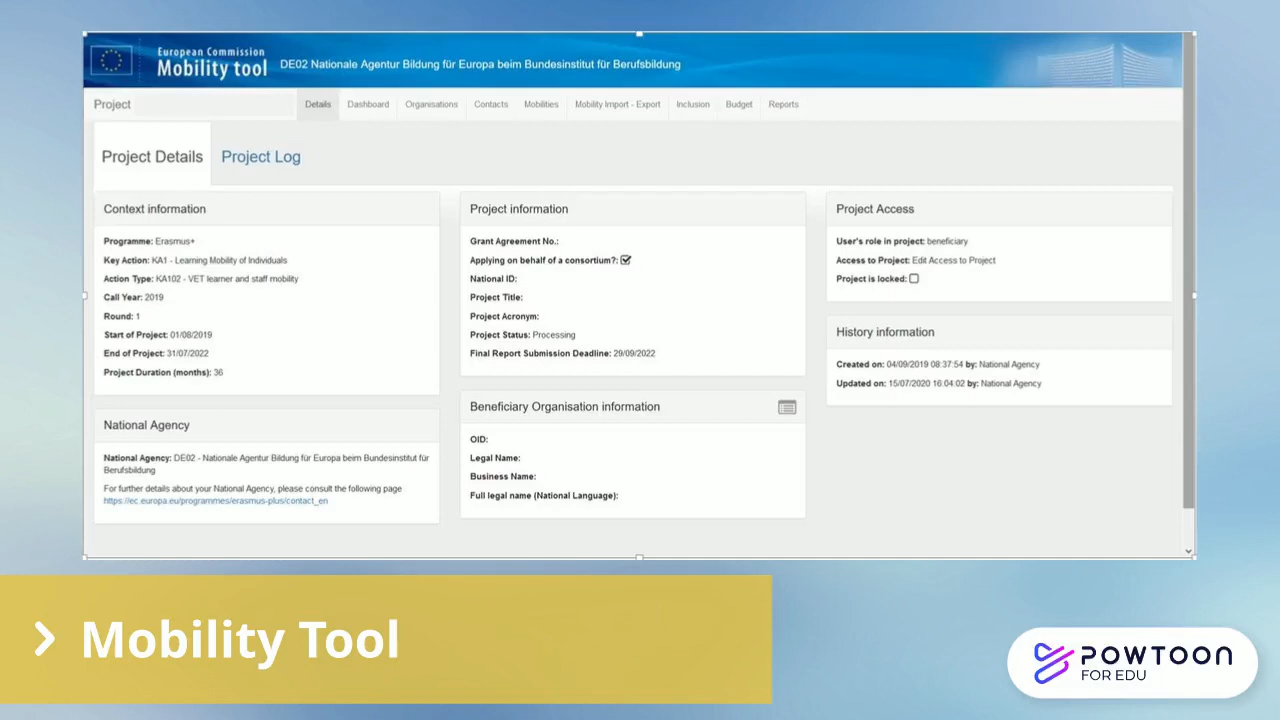 European Commission
Mobility tool
DE02 Nationale Agentur Bildung für Europa beim Bundesinstitut für Berufsbildung
Project
Details
Dashboard
Organisations
Contacts
Mobilities
Mobility Import - Export
Inclusion
Budget
Reports
Project Details
Project Log
Context information
Programme: Erasmus+
Key Action: KA1 - Learning Mobility of Individuals
Action Type: KA102 - VET learner and staff mobility
Call Year: 2019
Round: 1
Start of Project: 01/08/2019
End of Project: 31/07/2022
Project Duration (months): 36
National Agency
National Agency: DE02 - Nationale Agentur Bildung für Europa beim Bundesinstitut für
Berufsbildung
For further details about your National Agency, please consult the following page
https://ec.europa.eu/programmes/erasmus-plus/contact_en
Project information
Grant Agreement No.:
Applying on behalf of a consortium?:
National ID:
Project Title:
Project Acronym:
Project Status: Processing
Final Report Submission Deadline: 29/09/2022
Beneficiary Organisation information
OID:
Legal Name:
Business Name:
Full legal name (National Language):
Project Access
User's role in project: beneficiary
Access to Project: Edit Access to Project
Project is locked:
History information
Created on: 04/09/2019 08:37:54 by: National Agency
Updated on: 15/07/2020 16:04:02 by: National Agency
Mobility Tool
POWTOON
FOR EDU